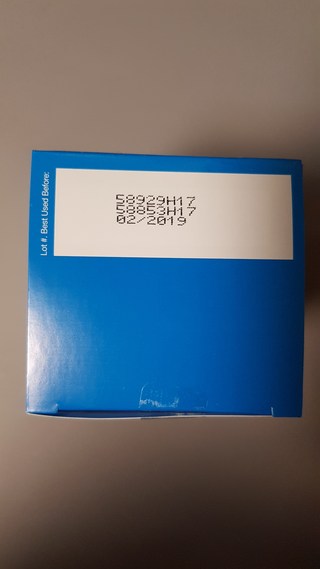 Lot #. Best Used Before:
58929H17
58853H17
02/2019